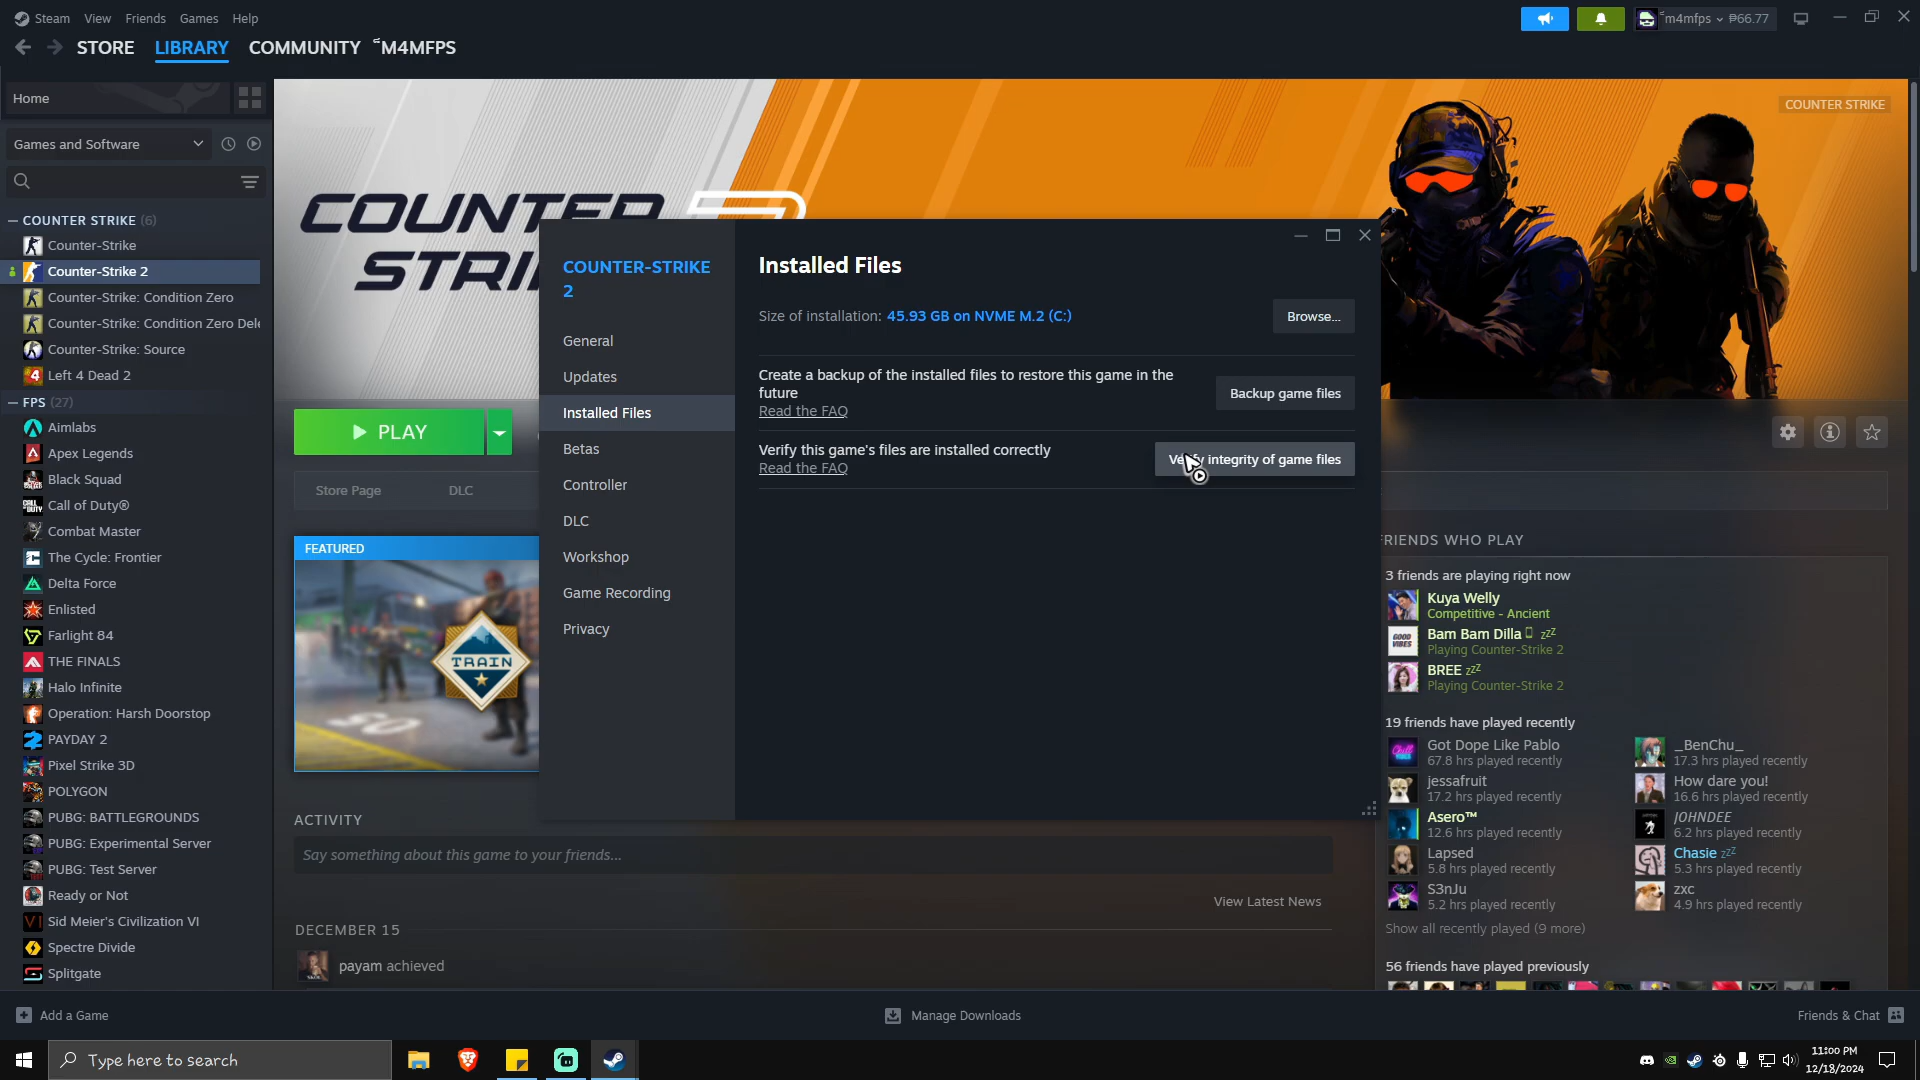 Steam View Friends Games Help
m4mfps ₱66.77
STORE LIBRARY COMMUNITY ᵋM4MFPS
Home
Games and Software
— COUNTER STRIKE (6)
Counter-Strike
Counter-Strike 2
Counter-Strike: Condition Zero
Counter-Strike: Condition Zero Del
Counter-Strike: Source
Left 4 Dead 2
— FPS (27)
Aimlabs
Apex Legends
Black Squad
Call of Duty®
Combat Master
The Cycle: Frontier
Delta Force
Enlisted
Farlight 84
THE FINALS
Halo Infinite
Operation: Harsh Doorstop
PAYDAY 2
Pixel Strike 3D
POLYGON
PUBG: BATTLEGROUNDS
PUBG: Experimental Server
PUBG: Test Server
Ready or Not
Sid Meier's Civilization VI
Spectre Divide
Splitgate
COUNTER STRIKE
COUNTER
STRI
PLAY
Store Page DLC
FEATURED
TRAIN
COUNTER-STRIKE
2
General
Updates
Installed Files
Betas
Controller
DLC
Workshop
Game Recording
Privacy
Installed Files
Size of installation: 45.93 GB on NVME M.2 (C:)
Browse...
Create a backup of the installed files to restore this game in the
future
Read the FAQ
Backup game files
Verify this game's files are installed correctly
Read the FAQ
Verify integrity of game files
ACTIVITY
Say something about this game to your friends...
View Latest News
DECEMBER 15
payam achieved
FRIENDS WHO PLAY
3 friends are playing right now
Kuya Welly
Competitive - Ancient
Bam Bam Dilla zzZ
Playing Counter-Strike 2
BREE zzZ
Playing Counter-Strike 2
19 friends have played recently
Got Dope Like Pablo
67.8 hrs played recently
_BenChu_
17.3 hrs played recently
jessafruit
17.2 hrs played recently
How dare you!
16.6 hrs played recently
Asero™
12.6 hrs played recently
JOHNDEE
6.2 hrs played recently
Lapsed
5.8 hrs played recently
Chasie zzZ
5.3 hrs played recently
S3nJu
5.2 hrs played recently
zxc
4.9 hrs played recently
Show all recently played (9 more)
56 friends have played previously
Add a Game
Manage Downloads
Friends & Chat
Type here to search
11:00 PM
12/18/2024